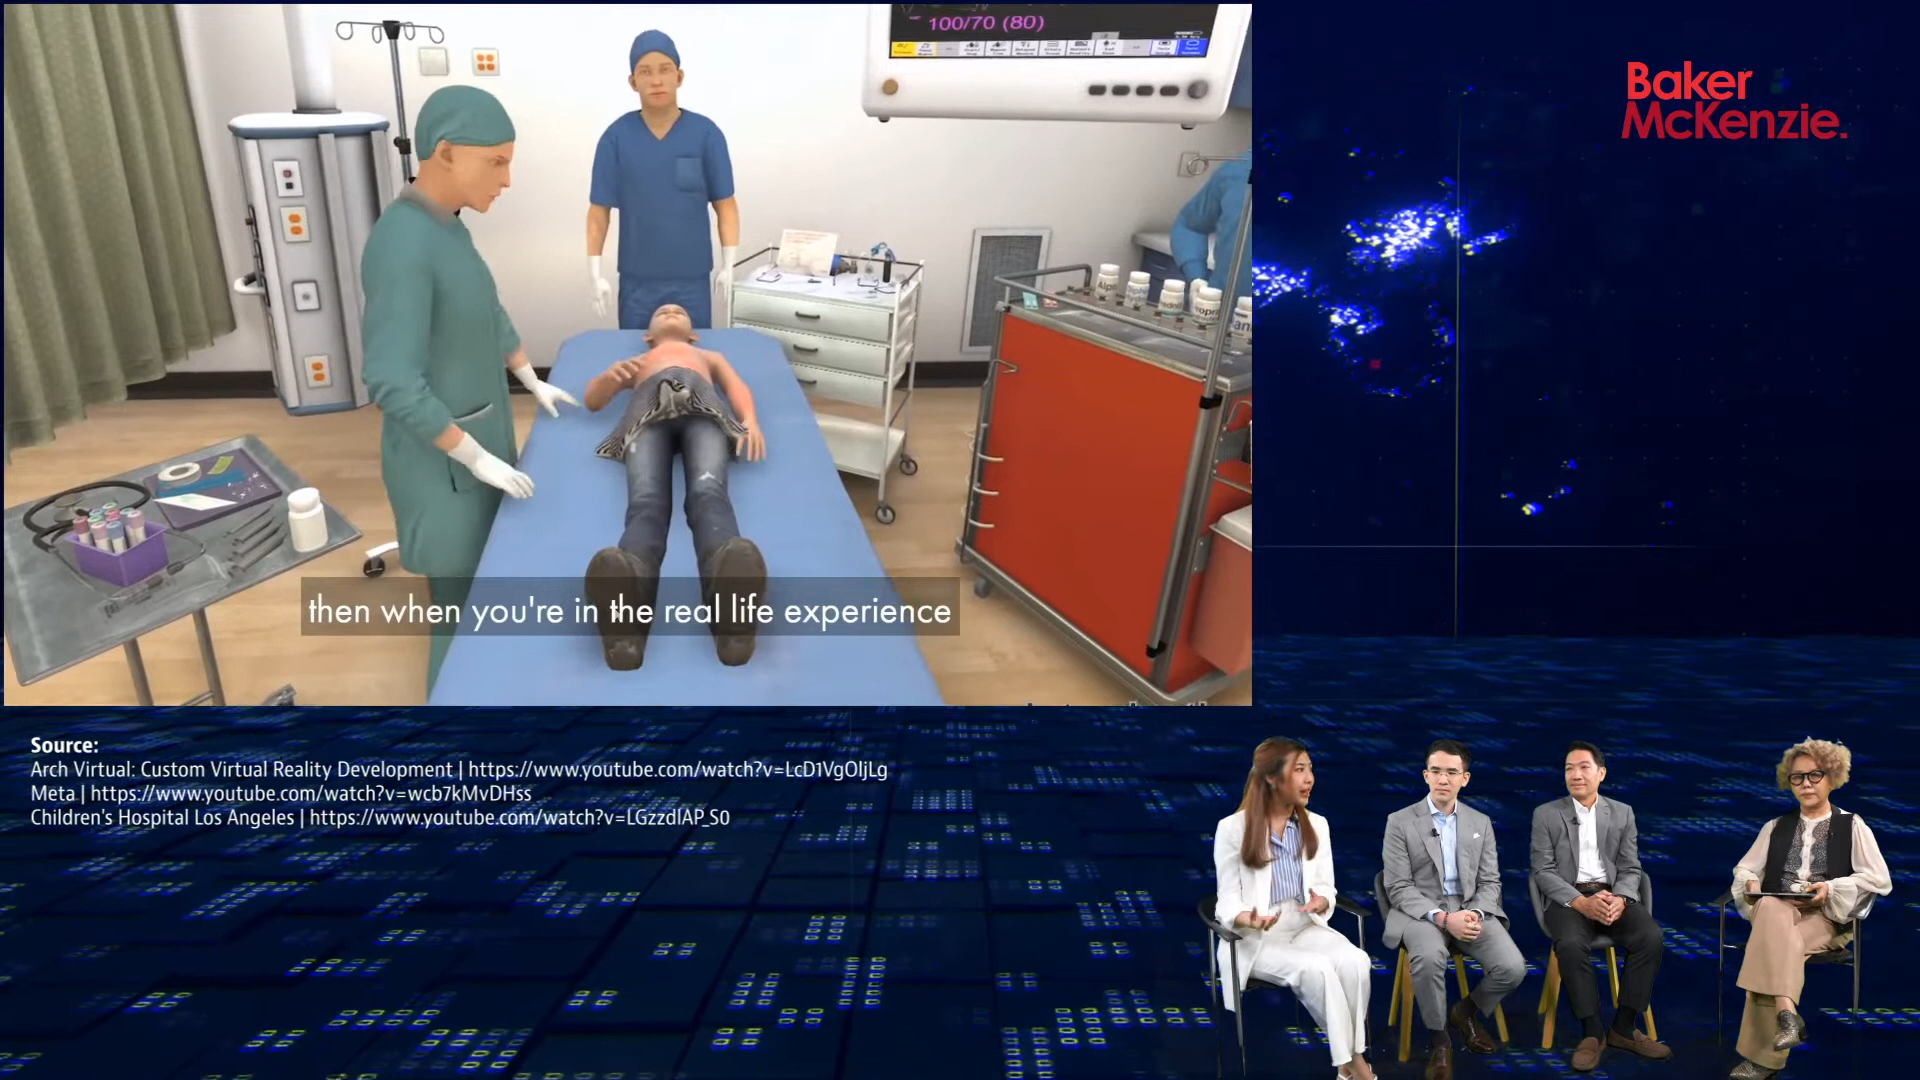 100/70 (80)
Baker
McKenzie.
then when you're in the real life experience
Source:
Arch Virtual: Custom Virtual Reality Development | https://www.youtube.com/watch?v=LcD1VgOljLg
Meta | https://www.youtube.com/watch?v=wcb7kMvDHss
Children's Hospital Los Angeles | https://www.youtube.com/watch?v=LGzzdIAP_S0